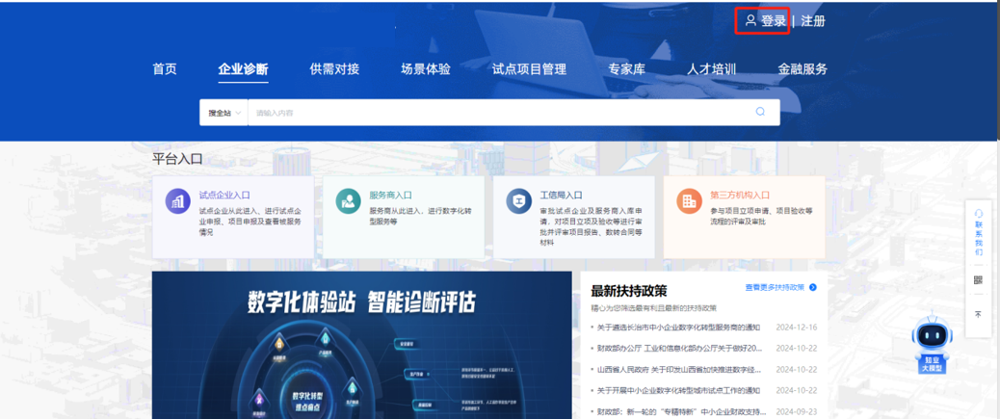 登录 | 注册
首页 企业诊断 供需对接 场景体验 试点项目管理 专家库 人才培训 金融服务
搜全站 请输入内容
平台入口
试点企业入口
试点企业从此进入、进行试点企
业申报、项目申报及查看被服务
情况
服务商入口
服务商从此进入、进行数字化转
型服务等
工信局入口
审批试点企业及服务商入库申
请，对项目立项及验收等进行审
批并评审项目报告、数转合同等
材料
第三方机构入口
参与项目立项申请、项目验收等
流程的评审及审批
联系我们
数字化体验站 智能诊断评估
数字化转型
难点痛点
最新扶持政策
查看更多扶持政策
精心为您筛选最有利且最新的扶持政策
关于遴选长治市中小企业数字化转型服务商的通知 2024-12-16
财政部办公厅 工业和信息化部办公厅关于做好20... 2024-10-22
山西省人民政府 关于印发山西省加快推进数字经... 2024-10-22
关于开展中小企业数字化转型城市试点工作的通知 2024-10-22
财政部：新一轮的“专精特新”中小企业财政支持... 2024-09-23
知查
大模型